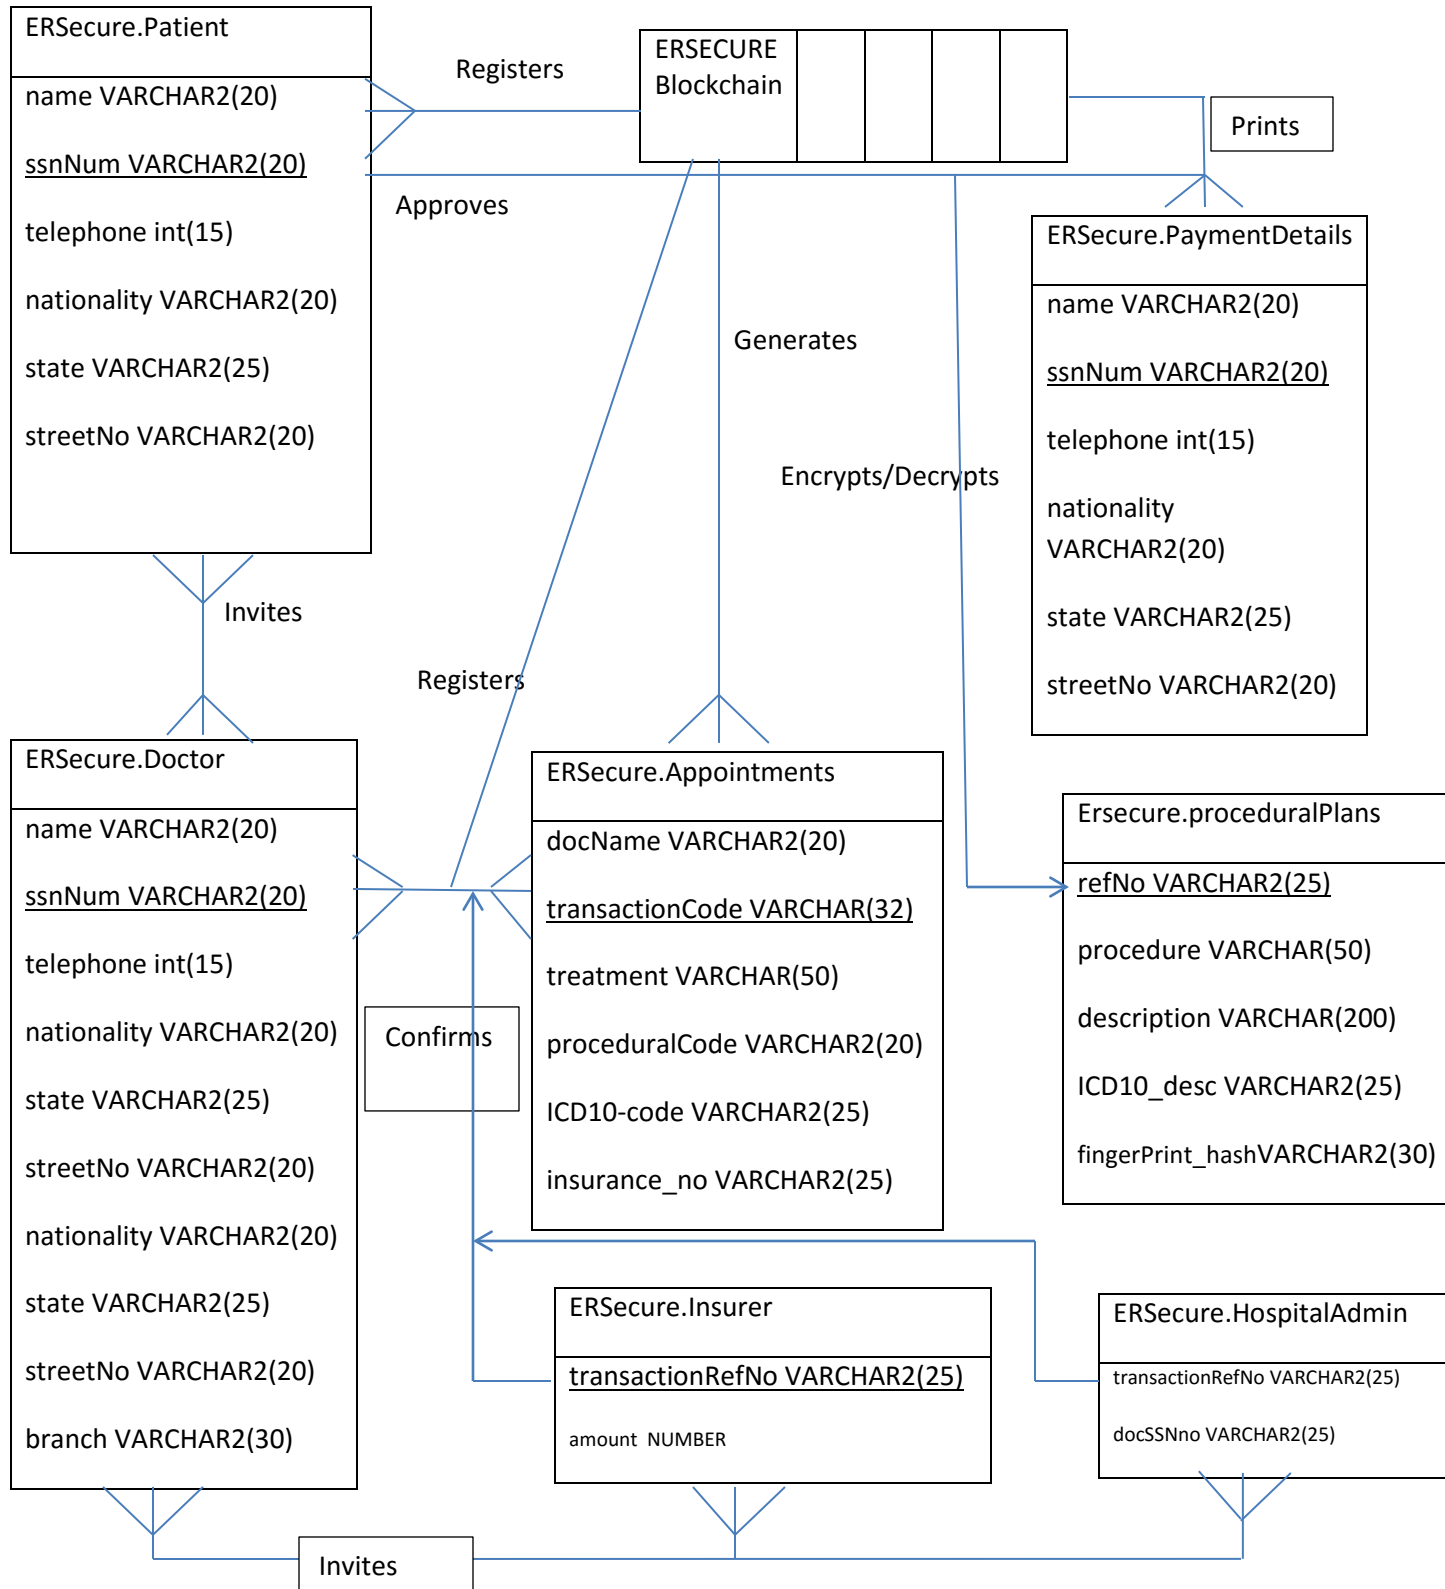 ERSecure.Patient
name VARCHAR2(20)
ssnNum VARCHAR2(20)
telephone int(15)
nationality VARCHAR2(20)
state VARCHAR2(25)
streetNo VARCHAR2(20)
Registers
ERSECURE
Blockchain
Prints
Approves
ERSecure.PaymentDetails
name VARCHAR2(20)
ssnNum VARCHAR2(20)
telephone int(15)
nationality
VARCHAR2(20)
state VARCHAR2(25)
streetNo VARCHAR2(20)
Generates
Encrypts/Decrypts
Invites
Registers
ERSecure.Doctor
name VARCHAR2(20)
ssnNum VARCHAR2(20)
telephone int(15)
nationality VARCHAR2(20)
state VARCHAR2(25)
streetNo VARCHAR2(20)
nationality VARCHAR2(20)
state VARCHAR2(25)
streetNo VARCHAR2(20)
branch VARCHAR2(30)
Confirms
ERSecure.Appointments
docName VARCHAR2(20)
transactionCode VARCHAR(32)
treatment VARCHAR(50)
proceduralCode VARCHAR2(20)
ICD10-code VARCHAR2(25)
insurance_no VARCHAR2(25)
Ersecure.proceduralPlans
refNo VARCHAR2(25)
procedure VARCHAR(50)
description VARCHAR(200)
ICD10_desc VARCHAR2(25)
fingerPrint_hashVARCHAR2(30)
ERSecure.Insurer
transactionRefNo VARCHAR2(25)
amount NUMBER
ERSecure.HospitalAdmin
transactionRefNo VARCHAR2(25)
docSSNno VARCHAR2(25)
Invites